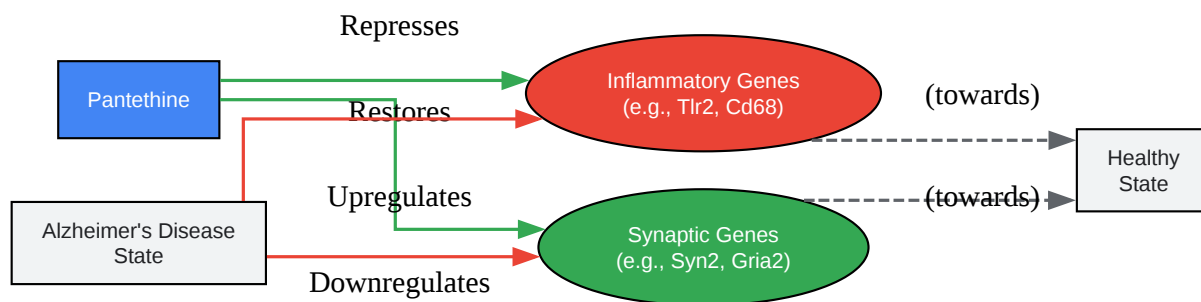 Represses
Pantethine
Inflammatory Genes
(e.g., Tlr2, Cd68)
(towards)
Restores
Healthy
State
Upregulates
(towards)
Alzheimer's Disease
State
Synaptic Genes
(e.g., Syn2, Gria2)
Downregulates